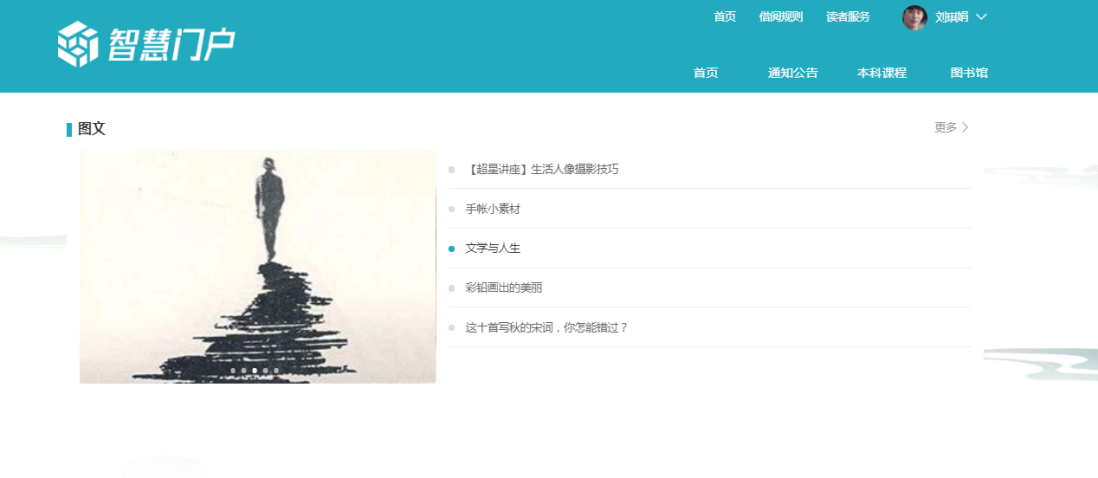 智慧门户
首页 借阅规则 读者服务 刘琪娟
首页 通知公告 本科课程 图书馆
图文
更多
【超星讲座】生活人像摄影技巧
手帐小素材
文学与人生
彩铅画出的美丽
这十首写秋的宋词，你怎能错过？